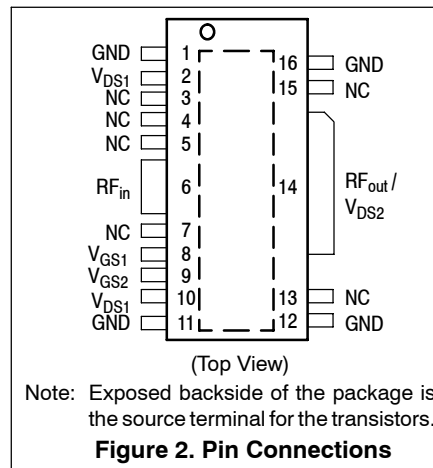 GND 1 16 GND
VDS1 2 15 NC
NC 3
NC 4
NC 5
RFin 6 14 RFout / VDS2
NC 7
VGS1 8
VGS2 9
VDS1 10 13 NC
GND 11 12 GND
(Top View)
Note: Exposed backside of the package is
the source terminal for the transistors.
Figure 2. Pin Connections